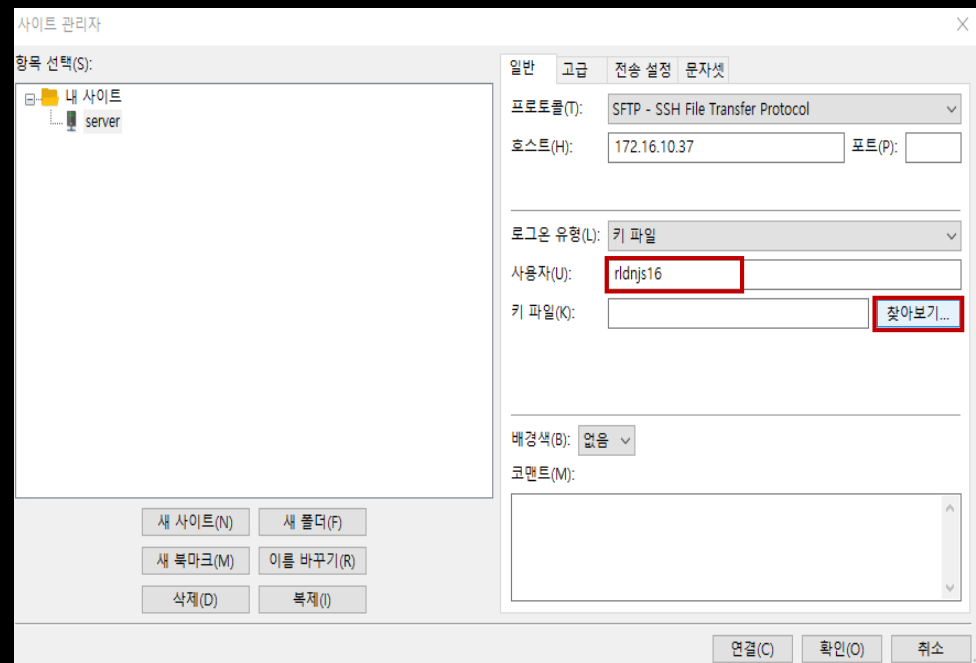 사이트 관리자
항목 선택(S):
내 사이트
server
새 사이트(N) 새 폴더(F)
새 북마크(M) 이름 바꾸기(R)
삭제(D) 복제(I)
일반 고급 전송 설정 문자셋
프로토콜(T): SFTP - SSH File Transfer Protocol
호스트(H): 172.16.10.37 포트(P):
로그온 유형(L): 키 파일
사용자(U): rldnjs16
키 파일(K): 찾아보기...
배경색(B): 없음
코맨트(M):
연결(C) 확인(O) 취소